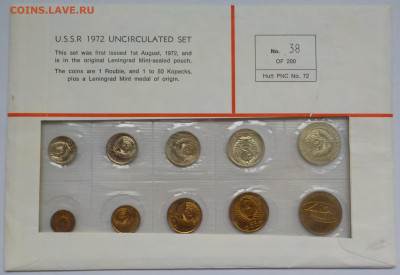 COINS.ЛАВЕ.RU
U.S.S.R 1972 UNCIRCULATED SET
This set was first issued 1st August, 1972, and
is in the original Leningrad Mint-sealed pouch.
The coins are 1 Rouble, and 1 to 50 Kopecks,
plus a Leningrad Mint medal of origin.
No. 38
OF 200
Hutt PNC No. 72